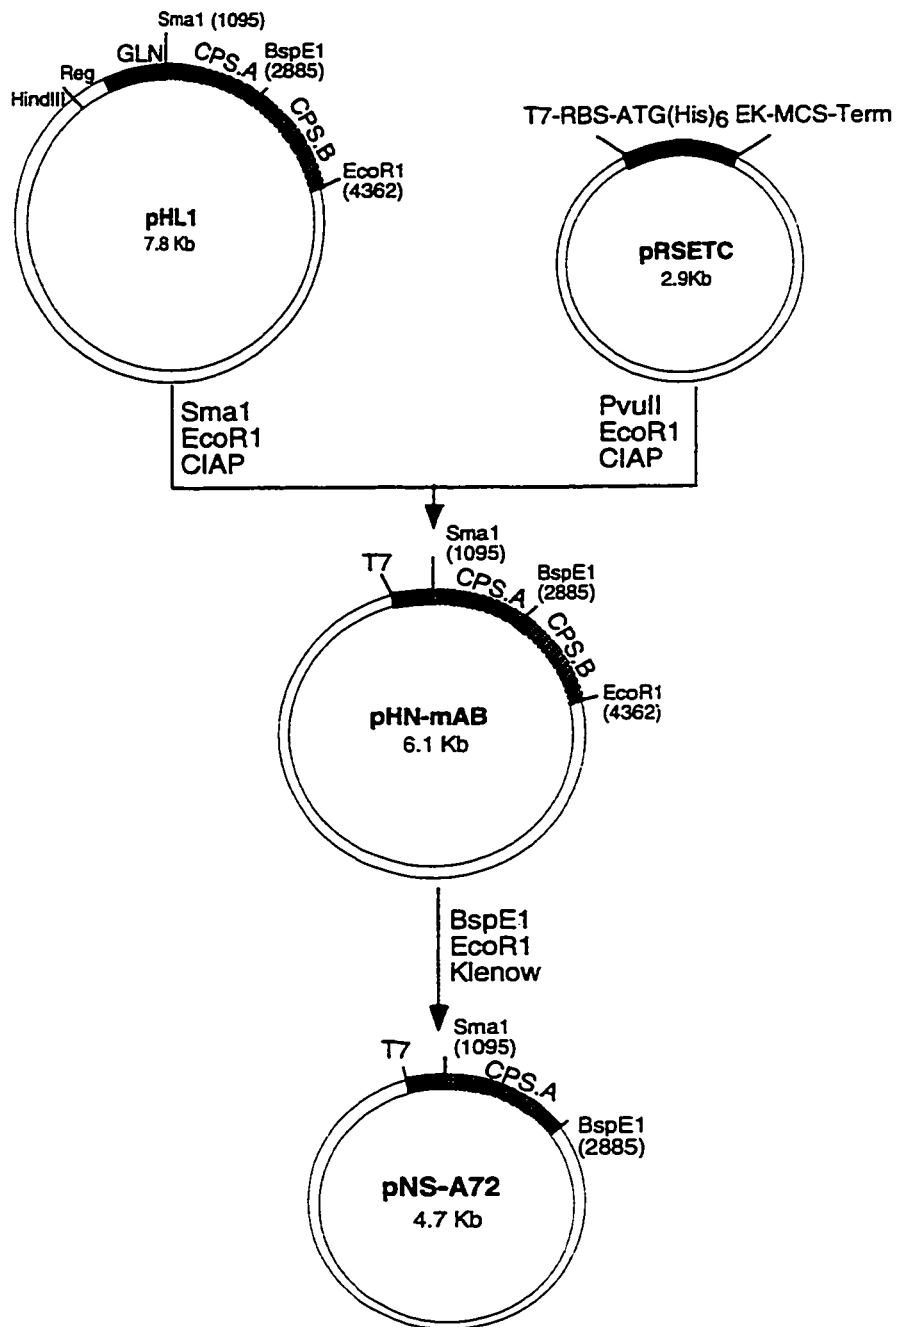 Sma1 (1095)
GLN
CPS.A
BspE1
(2885)
Reg
HindIII
CPS.B
EcoR1
(4362)
pHL1
7.8 Kb
T7-RBS-ATG(His)6 EK-MCS-Term
pRSETC
2.9Kb
Sma1
EcoR1
CIAP
PvuII
EcoR1
CIAP
Sma1
(1095)
T7
CPS.A
BspE1
(2885)
CPS.B
EcoR1
(4362)
pHN-mAB
6.1 Kb
BspE1
EcoR1
Klenow
Sma1
(1095)
T7
CPS.A
BspE1
(2885)
pNS-A72
4.7 Kb